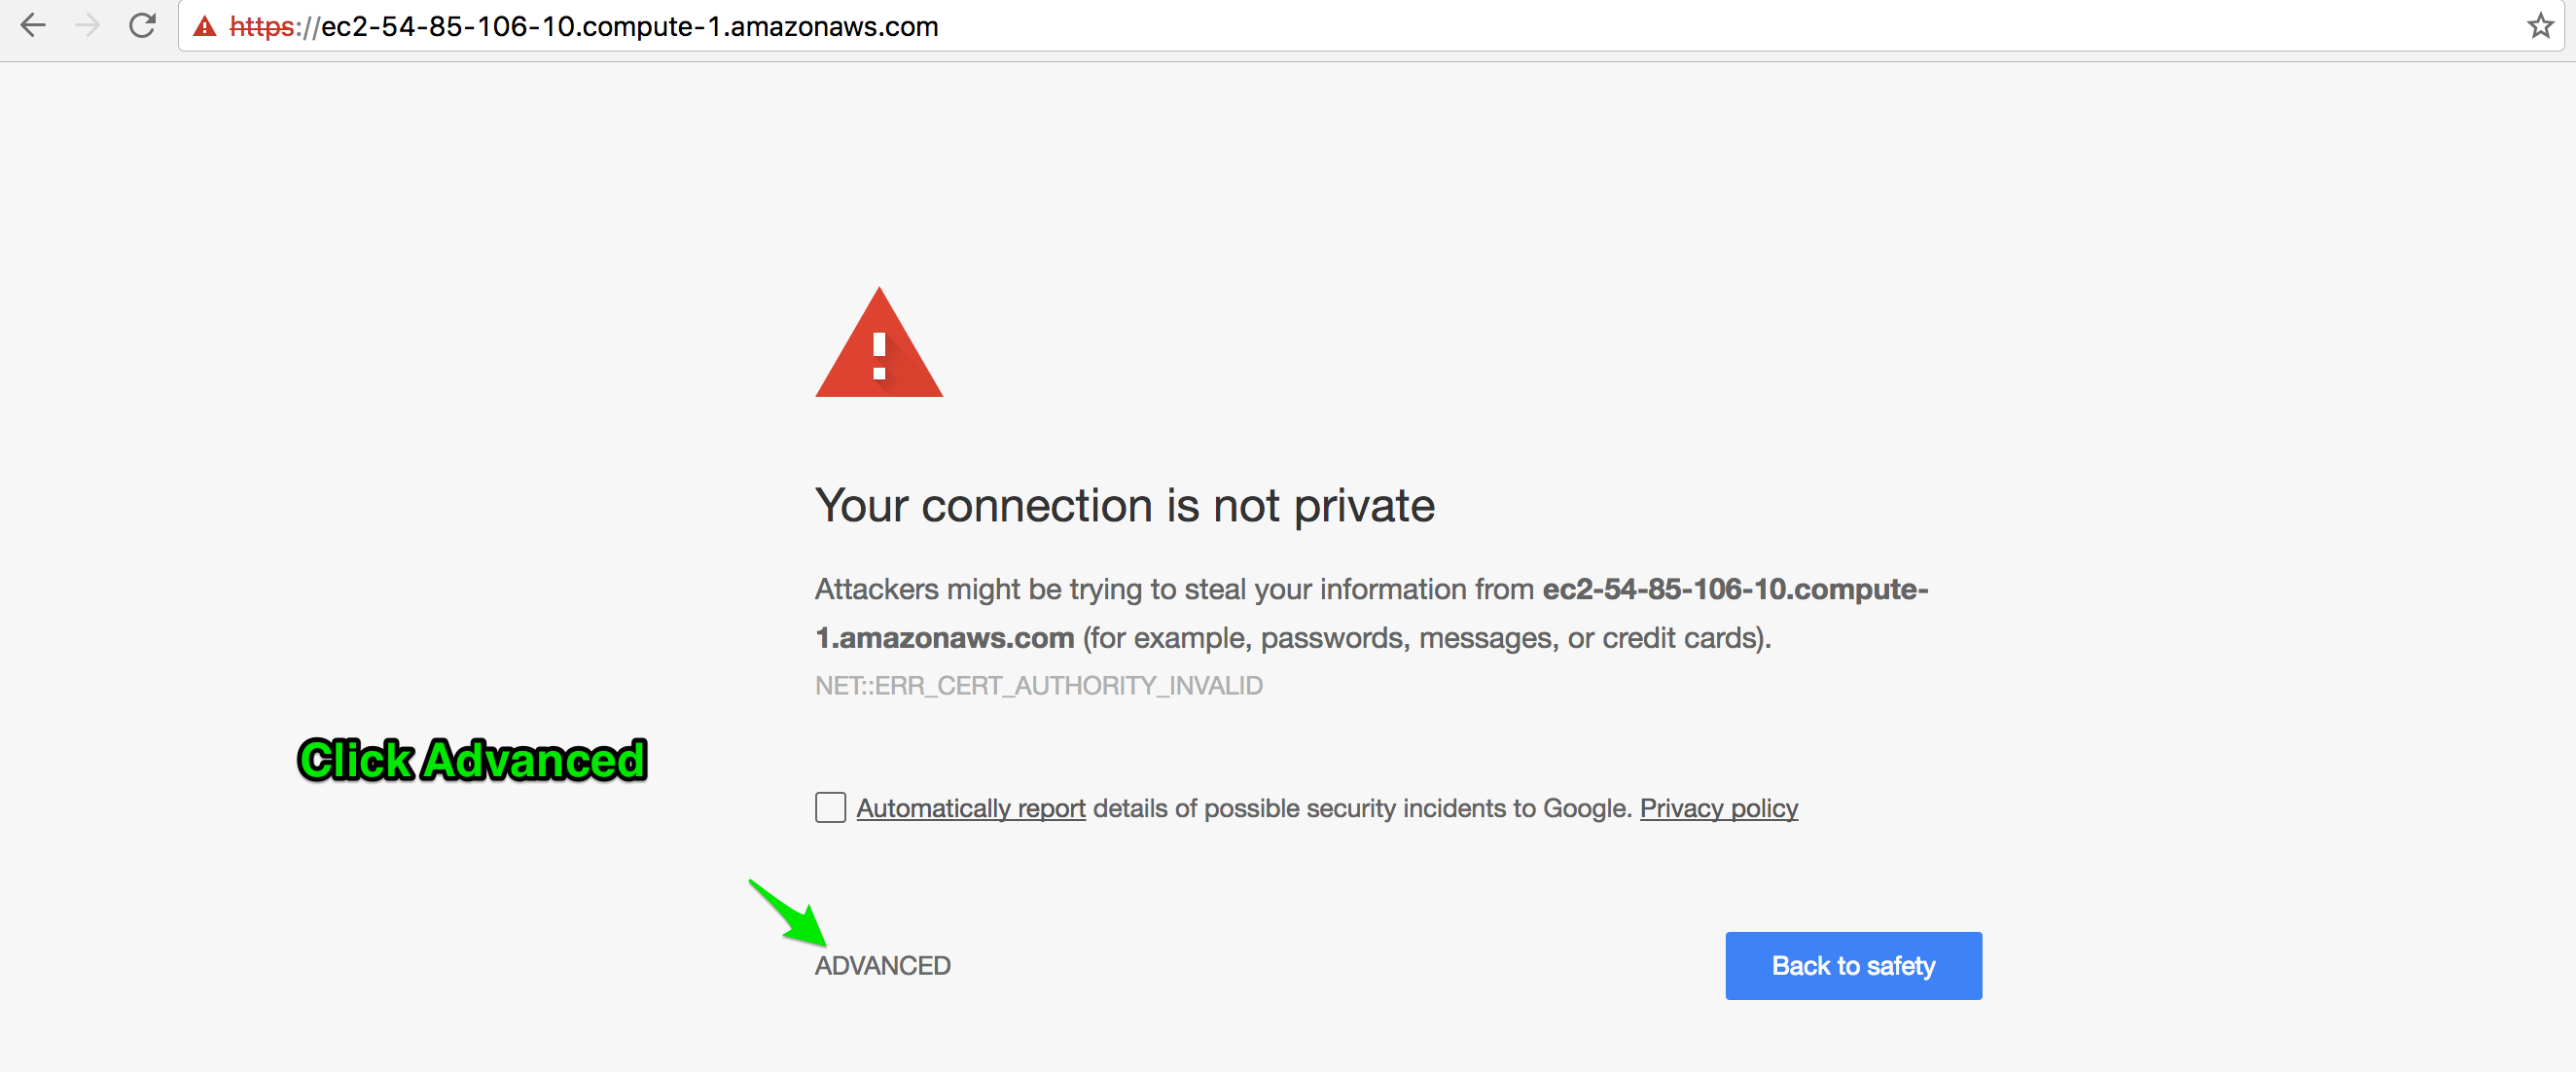 https://ec2-54-85-106-10.compute-1.amazonaws.com
Your connection is not private
Attackers might be trying to steal your information from ec2-54-85-106-10.compute-
1.amazonaws.com (for example, passwords, messages, or credit cards).
NET::ERR_CERT_AUTHORITY_INVALID
Click Advanced
Automatically report details of possible security incidents to Google. Privacy policy
ADVANCED
Back to safety